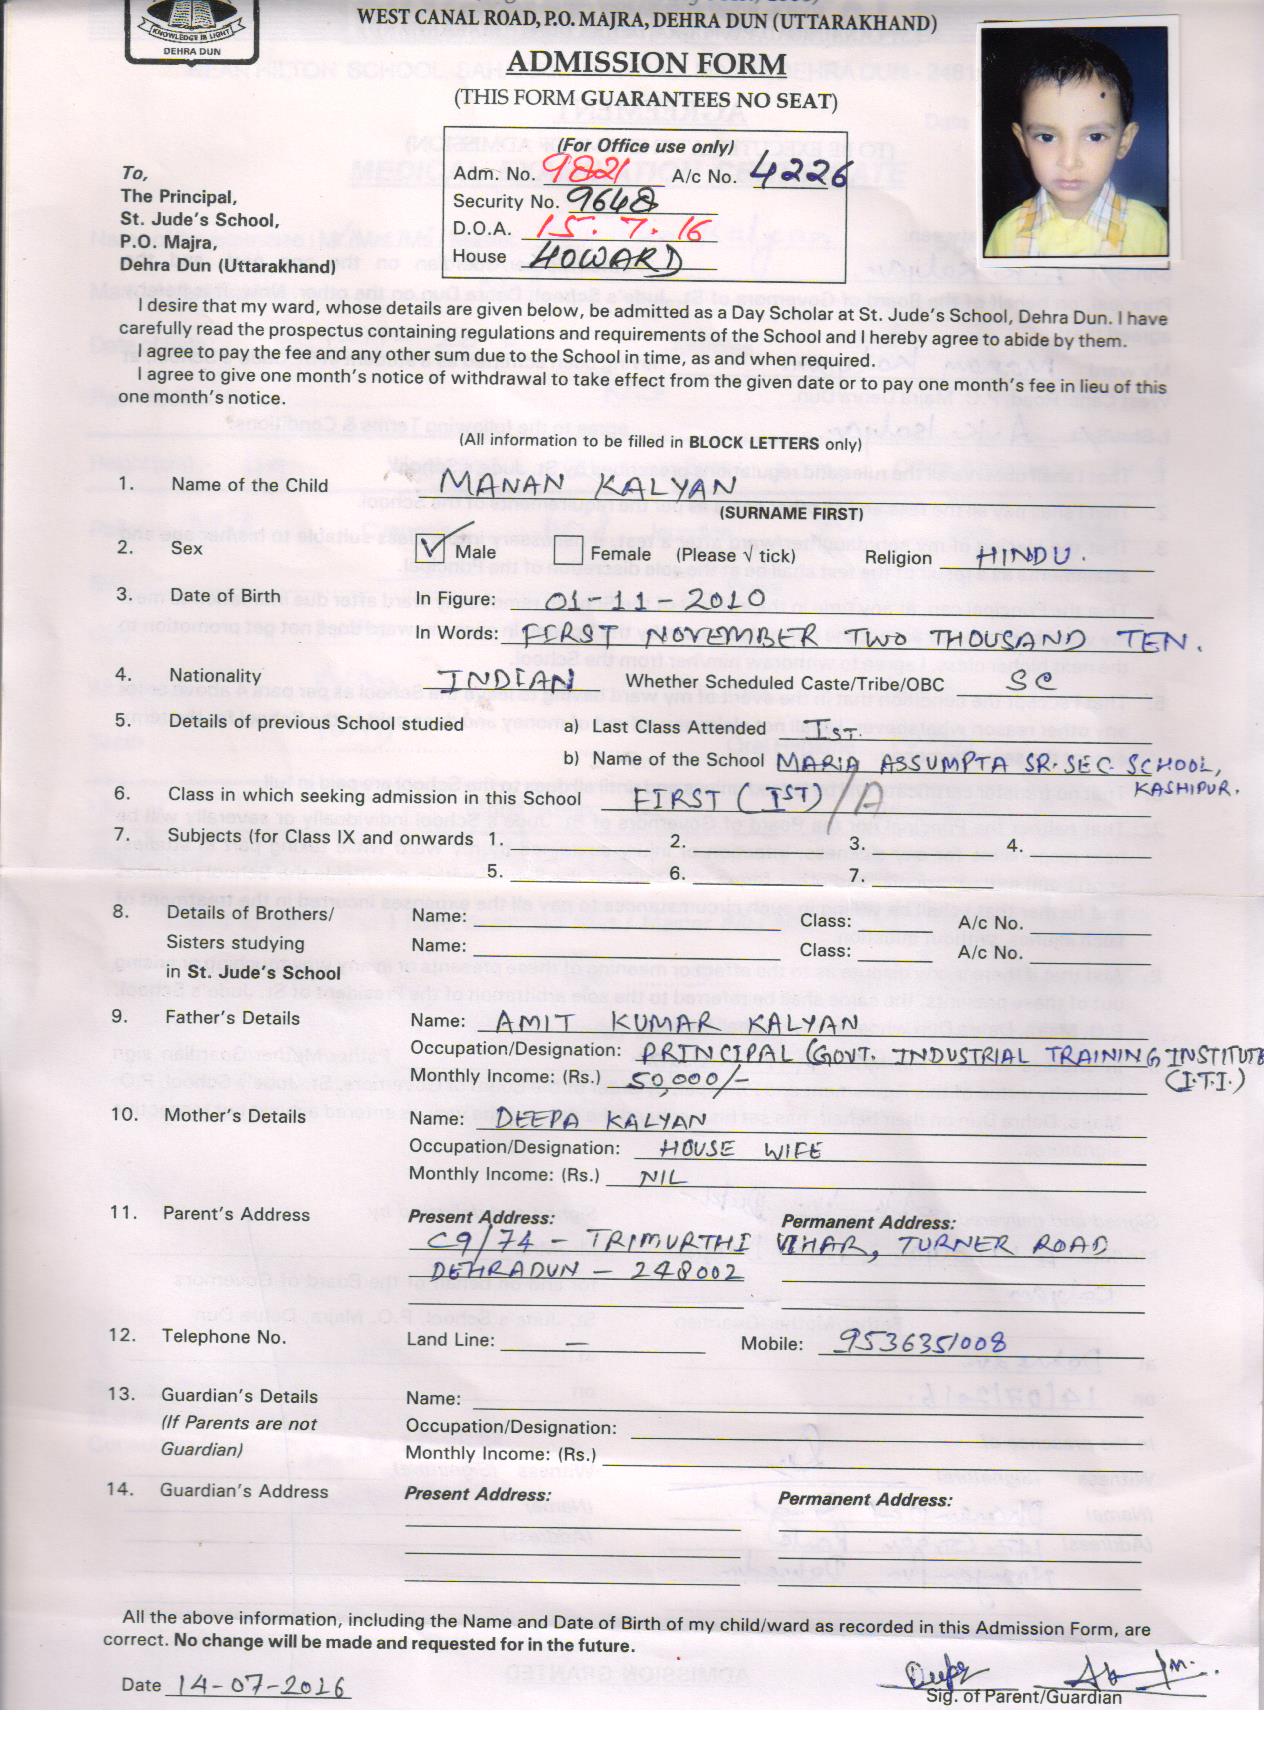 KNOWLEDGE IS LIGHT
DEHRA DUN
WEST CANAL ROAD, P.O. MAJRA, DEHRA DUN (UTTARAKHAND)
ADMISSION FORM
(THIS FORM GUARANTEES NO SEAT)
(For Office use only)
Adm. No. 9821 A/c No. 4226
Security No. 9648
D.O.A. 15.7.16
House HOWARD
To,
The Principal,
St. Jude's School,
P.O. Majra,
Dehra Dun (Uttarakhand)
I desire that my ward, whose details are given below, be admitted as a Day Scholar at St. Jude's School, Dehra Dun. I have
carefully read the prospectus containing regulations and requirements of the School and I hereby agree to abide by them.
I agree to pay the fee and any other sum due to the School in time, as and when required.
I agree to give one month's notice of withdrawal to take effect from the given date or to pay one month's fee in lieu of this
one month's notice.
(All information to be filled in BLOCK LETTERS only)
1. Name of the Child MANAN KALYAN
(SURNAME FIRST)
2. Sex Male Female (Please √ tick) Religion HINDU.
3. Date of Birth In Figure: 01-11-2010
In Words: FIRST NOVEMBER TWO THOUSAND TEN.
4. Nationality INDIAN Whether Scheduled Caste/Tribe/OBC SC
5. Details of previous School studied a) Last Class Attended IST.
b) Name of the School MARIA ASSUMPTA SR. SEC. SCHOOL,
KASHIPUR.
6. Class in which seeking admission in this School FIRST (IST)/A
7. Subjects (for Class IX and onwards 1. 2. 3. 4.
5. 6. 7.
8. Details of Brothers/ Name: Class: A/c No.
Sisters studying Name: Class: A/c No.
in St. Jude's School
9. Father's Details Name: AMIT KUMAR KALYAN
Occupation/Designation: PRINCIPAL (GOVT. INDUSTRIAL TRAINING INSTITUTE
(I.T.I.)
Monthly Income: (Rs.) 50,000/-
10. Mother's Details Name: DEEPA KALYAN
Occupation/Designation: HOUSE WIFE
Monthly Income: (Rs.) NIL
11. Parent's Address Present Address: Permanent Address:
C9/74 - TRIMURTHI VIHAR, TURNER ROAD
DEHRADUN - 248002
12. Telephone No. Land Line: — Mobile: 9536351008
13. Guardian's Details Name:
(If Parents are not Occupation/Designation:
Guardian) Monthly Income: (Rs.)
14. Guardian's Address Present Address: Permanent Address:
All the above information, including the Name and Date of Birth of my child/ward as recorded in this Admission Form, are
correct. No change will be made and requested for in the future.
Date 14-07-2016
Sig. of Parent/Guardian